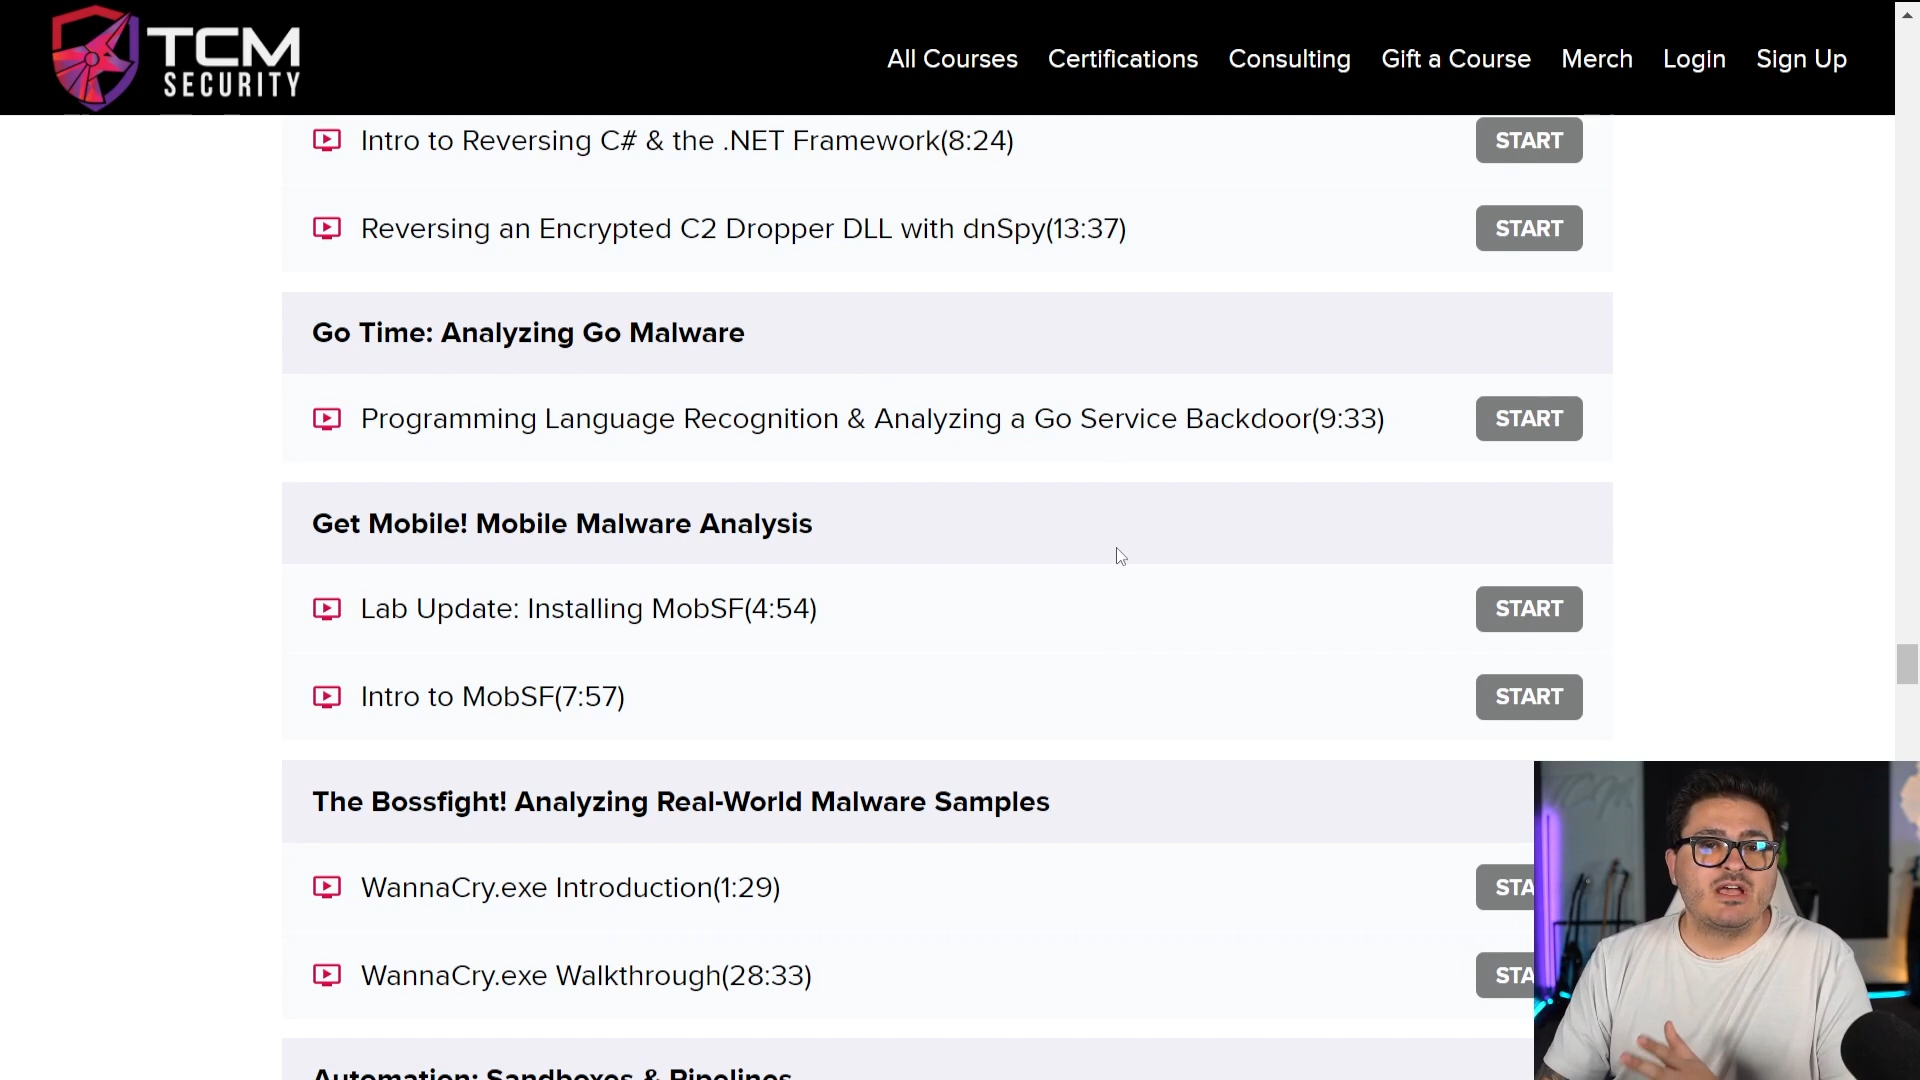 TCM
SECURITY
All Courses Certifications Consulting Gift a Course Merch Login Sign Up
Intro to Reversing C# & the .NET Framework(8:24) START
Reversing an Encrypted C2 Dropper DLL with dnSpy(13:37) START
Go Time: Analyzing Go Malware
Programming Language Recognition & Analyzing a Go Service Backdoor(9:33) START
Get Mobile! Mobile Malware Analysis
Lab Update: Installing MobSF(4:54) START
Intro to MobSF(7:57) START
The Bossfight! Analyzing Real-World Malware Samples
WannaCry.exe Introduction(1:29) STA
WannaCry.exe Walkthrough(28:33) STA
Automation: Sandboxes & Pipelines